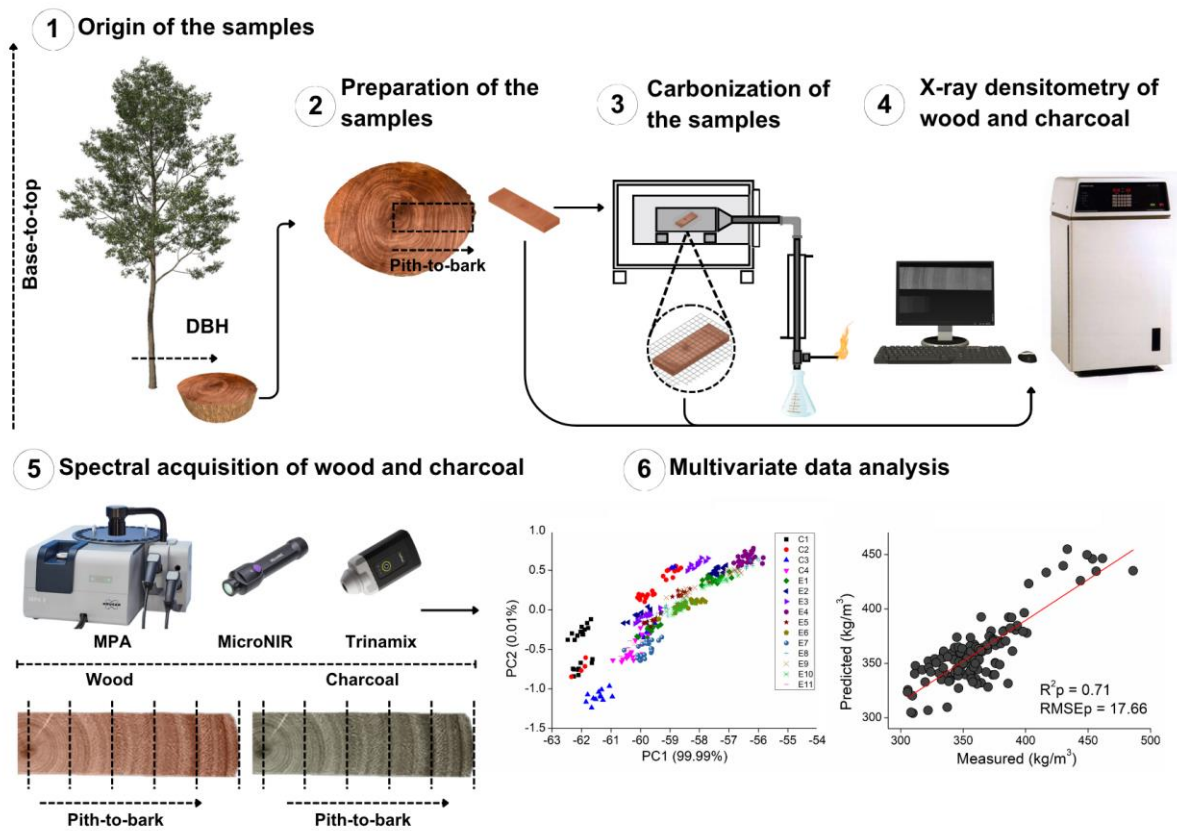 1 Origin of the samples
Base-to-top
DBH
2 Preparation of the
samples
Pith-to-bark
3 Carbonization of
the samples
4 X-ray densitometry of
wood and charcoal
5 Spectral acquisition of wood and charcoal
MPA MicroNIR Trinamix
Wood Charcoal
Pith-to-bark Pith-to-bark
6 Multivariate data analysis
PC2 (0.01%)
1.0
0.5
0.0
-0.5
-1.0
-1.5
-63 -62 -61 -60 -59 -58 -57 -56 -55 -54
PC1 (99.99%)
C1
C2
C3
C4
E1
E2
E3
E4
E5
E6
E7
E8
E9
E10
E11
Predicted (kg/m³)
450
400
350
300
R²p = 0.71
RMSEp = 17.66
300 350 400 450 500
Measured (kg/m³)